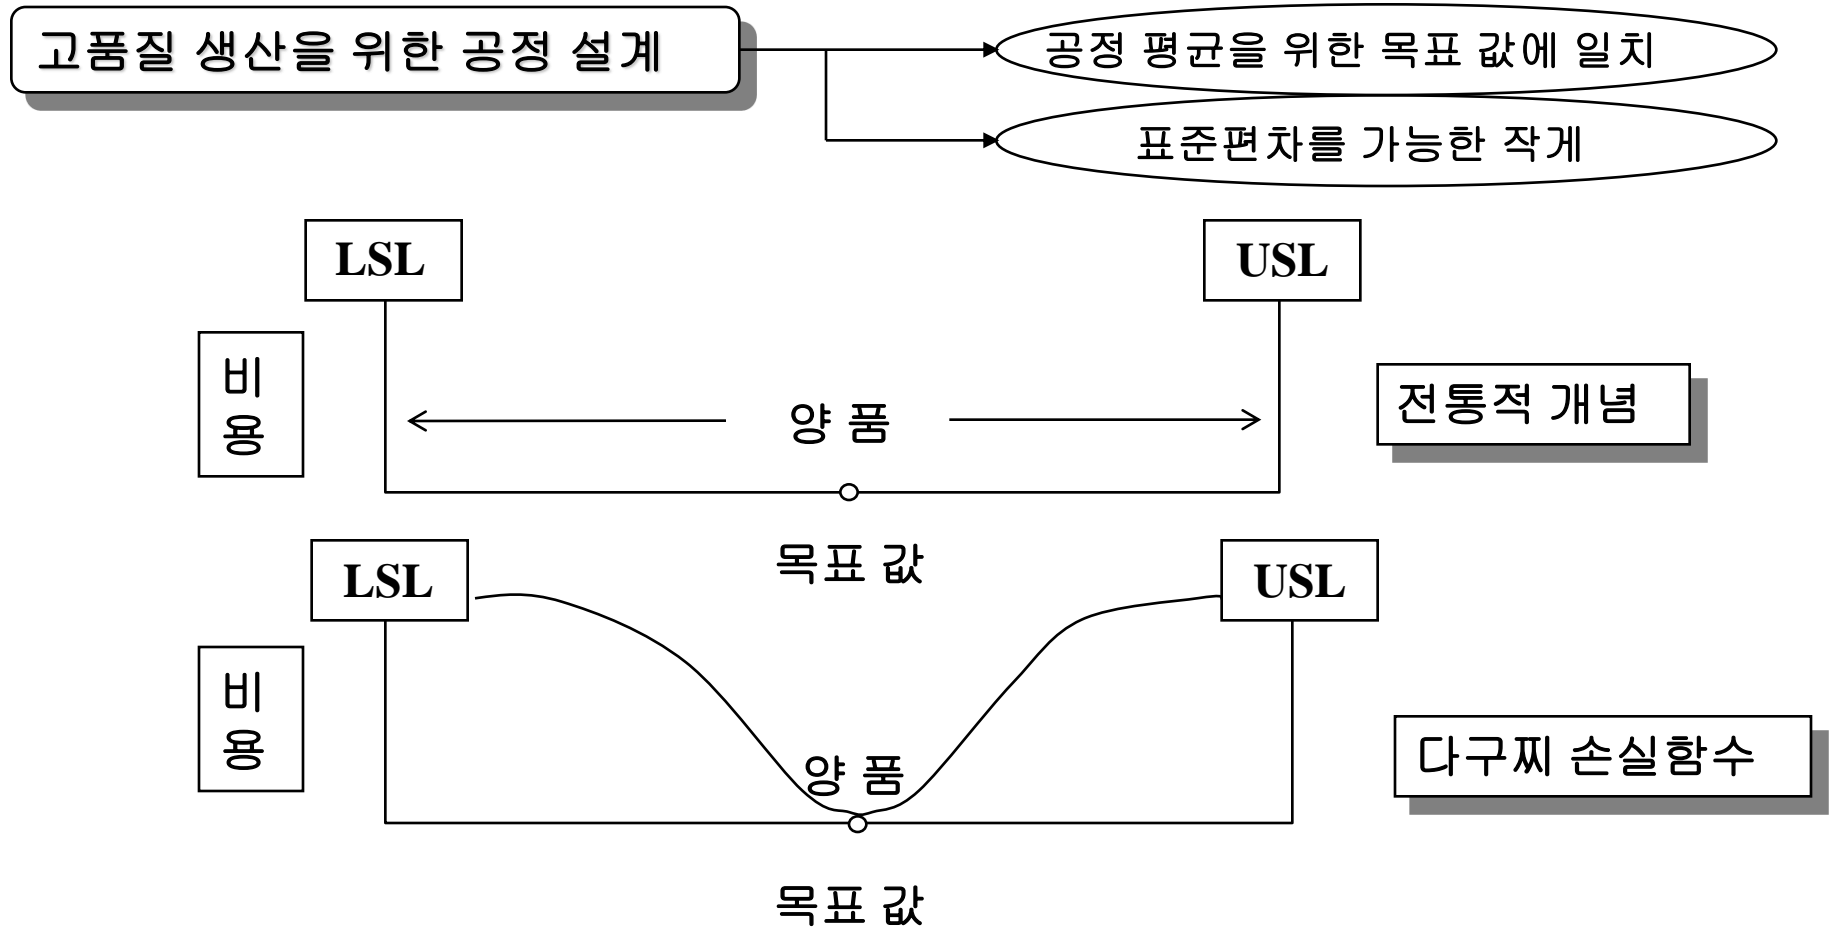 고품질 생산을 위한 공정 설계
공정 평균을 위한 목표 값에 일치
표준편차를 가능한 작게
LSL
USL
비
용
양 품
전통적 개념
목표 값
LSL
USL
비
용
양 품
다구찌 손실함수
목표 값